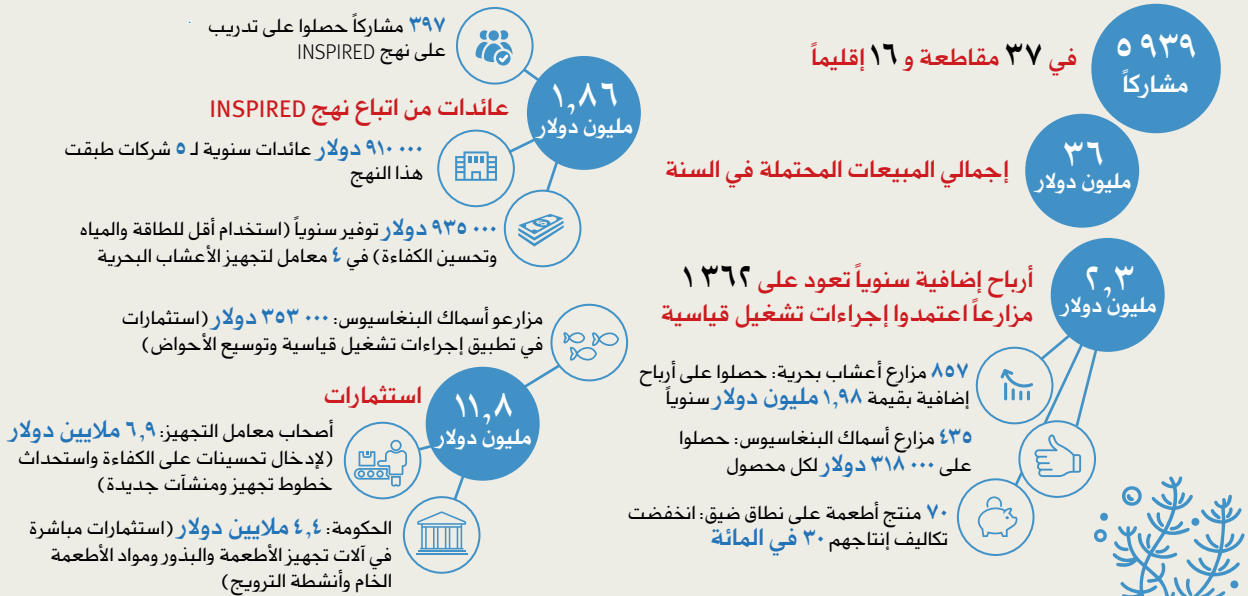 ٥ ٩٣٩
مشاركاً
في ٣٧ مقاطعة و ١٦ إقليماً
٣٦
مليون دولار
إجمالي المبيعات المحتملة في السنة
٢,٣
مليون دولار
أرباح إضافية سنوياً تعود على ٣٦٢ ١
مزارعاً اعتمدوا إجراءات تشغيل قياسية
٨٥٧ مزارع أعشاب بحرية: حصلوا على أرباح
إضافية بقيمة ١,٩٨ مليون دولار سنوياً
٤٣٥ مزارع أسماك البنغاسيوس: حصلوا
على ٣١٨ ٠٠٠ دولار لكل محصول
٧٠ منتج أطعمة على نطاق ضيق: انخفضت
تكاليف إنتاجهم ٣٠ في المائة
٣٩٧ مشاركاً حصلوا على تدريب
على نهج INSPIRED
١,٨٦
مليون دولار
عائدات من اتباع نهج INSPIRED
٩١٠ ٠٠٠ دولار عائدات سنوية لـ ٥ شركات طبقت
هذا النهج
٩٣٥ ٠٠٠ دولار توفير سنوياً (استخدام أقل للطاقة والمياه
وتحسين الكفاءة) في ٤ معامل لتجهيز الأعشاب البحرية
مزارعو أسماك البنغاسيوس: ٣٥٣ ٠٠٠ دولار (استثمارات
في تطبيق إجراءات تشغيل قياسية وتوسيع الأحواض)
١١,٨
مليون دولار
استثمارات
أصحاب معامل التجهيز: ٦,٩ ملايين دولار
(لإدخال تحسينات على الكفاءة واستحداث
خطوط تجهيز ومنشآت جديدة)
الحكومة: ٤,٤ ملايين دولار (استثمارات مباشرة
في آلات تجهيز الأطعمة والبذور ومواد الأطعمة
الخام وأنشطة الترويج)